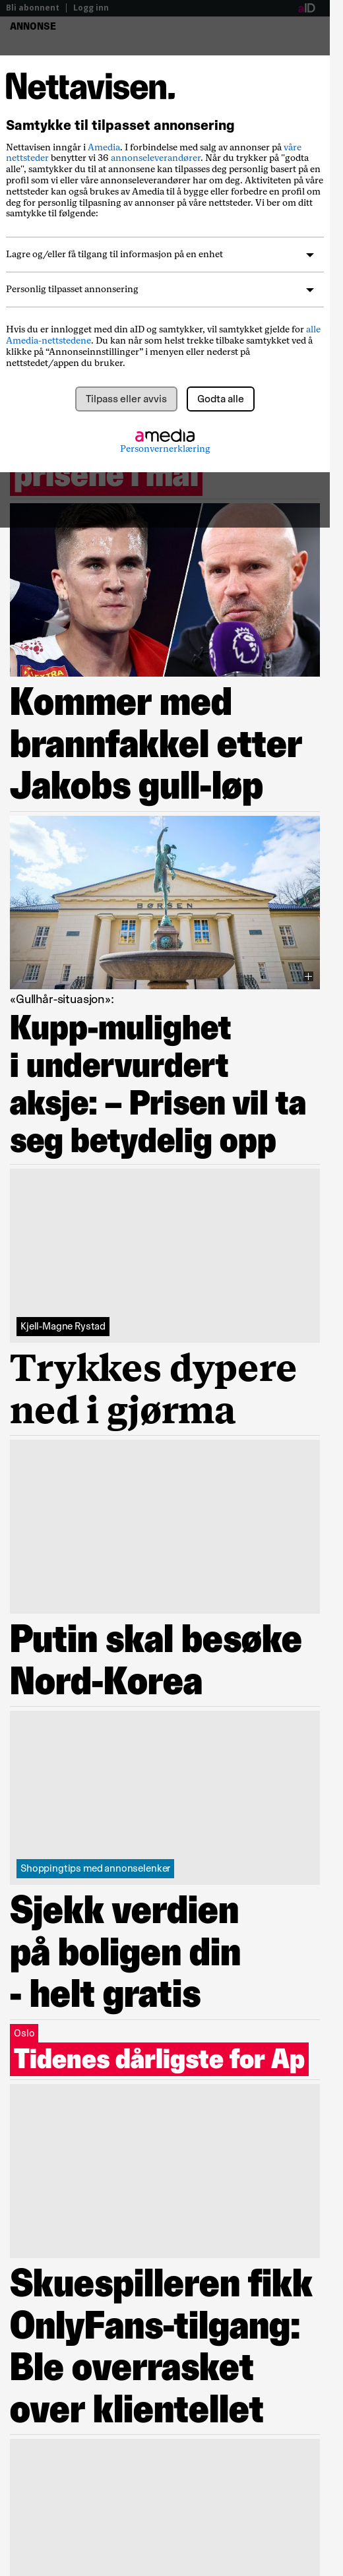 Bli abonnent | Logg inn
aID
ANNONSE
Nettavisen.
Samtykke til tilpasset annonsering
Nettavisen inngår i Amedia. I forbindelse med salg av annonser på våre
nettsteder benytter vi 36 annonseleverandører. Når du trykker på "godta
alle", samtykker du til at annonsene kan tilpasses deg personlig basert på en
profil som vi eller våre annonseleverandører har om deg. Aktiviteten på våre
nettsteder kan også brukes av Amedia til å bygge eller forbedre en profil om
deg for personlig tilpasning av annonser på våre nettsteder. Vi ber om ditt
samtykke til følgende:
Lagre og/eller få tilgang til informasjon på en enhet
Personlig tilpasset annonsering
Hvis du er innlogget med din aID og samtykker, vil samtykket gjelde for alle
Amedia-nettstedene. Du kan når som helst trekke tilbake samtykket ved å
klikke på “Annonseinnstillinger” i menyen eller nederst på
nettstedet/appen du bruker.
Tilpass eller avvis
Godta alle
amedia
Personvernerklæring
prisene i mai
Kommer med
brannfakkel etter
Jakobs gull-løp
BØRSEN
«Gullhår-situasjon»:
Kupp-mulighet
i undervurdert
aksje: – Prisen vil ta
seg betydelig opp
Kjell-Magne Rystad
Trykkes dypere
ned i gjørma
Putin skal besøke
Nord-Korea
Shoppingtips med annonselenker
Sjekk verdien
på boligen din
- helt gratis
Oslo
Tidenes dårligste for Ap
Skuespilleren fikk
OnlyFans-tilgang:
Ble overrasket
over klientellet